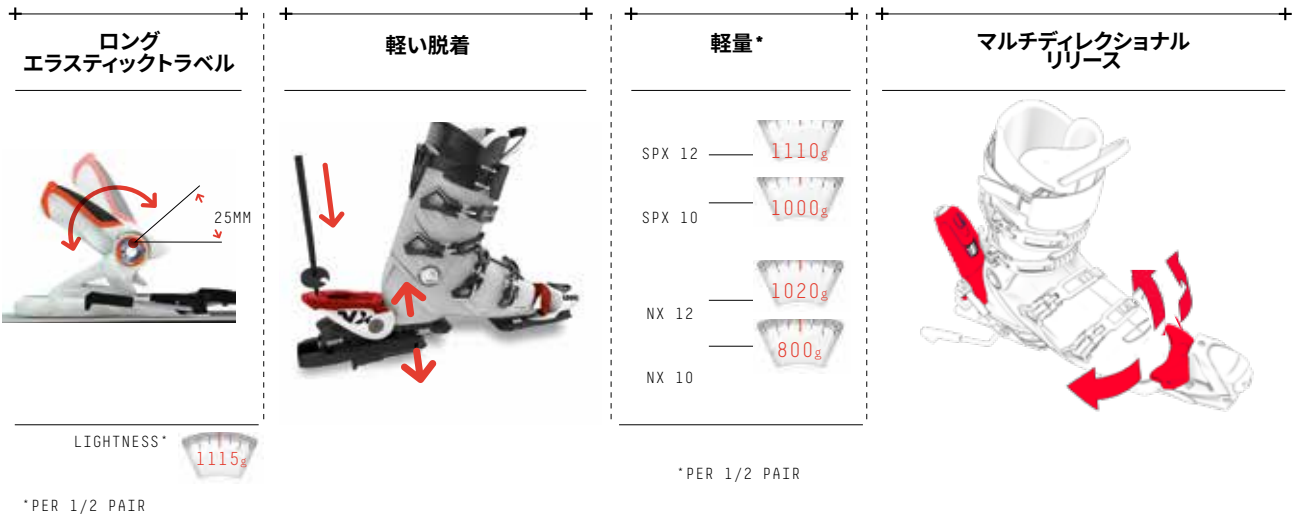 ロング
エラスティックトラベル
25MM
LIGHTNESS*
1115g
*PER 1/2 PAIR
軽い脱着
NX
軽量*
SPX 12
1110g
SPX 10
1000g
NX 12
1020g
NX 10
800g
*PER 1/2 PAIR
マルチディレクショナル
リリース